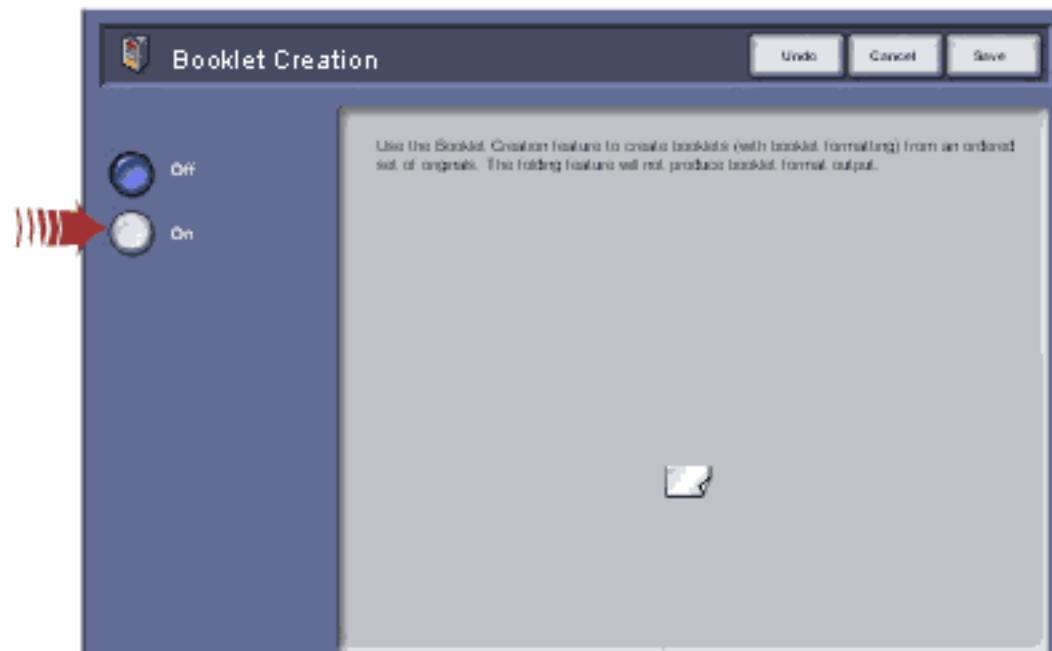 Booklet Creation
Undo Cancel Save
Use the Booklet Creation feature to create booklets (with booklet formatting) from an ordered
set of originals. The folding feature will not produce booklet format output.
Off
On